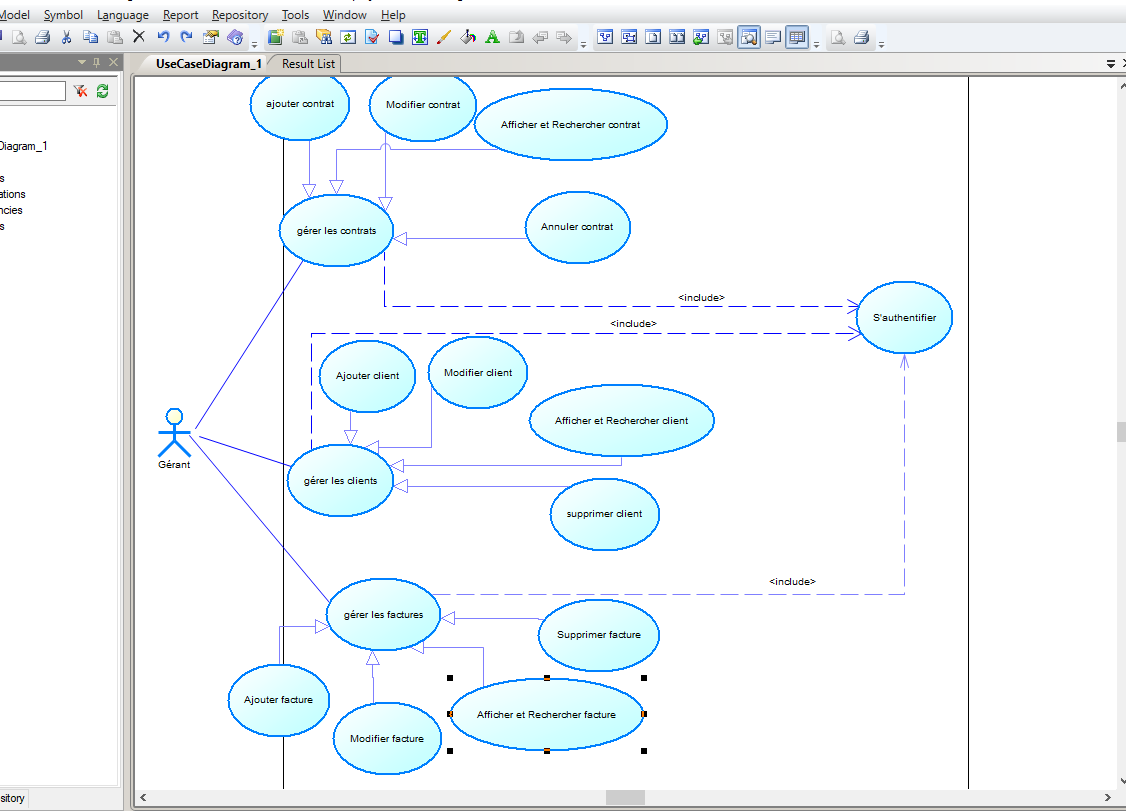 Model Symbol Language Report Repository Tools Window Help
UseCaseDiagram_1 Result List
Diagram_1
s
ations
ncies
s
ajouter contrat
Modifier contrat
Afficher et Rechercher contrat
gérer les contrats
Annuler contrat
<include>
S'authentifier
<include>
Ajouter client
Modifier client
Afficher et Rechercher client
Gérant
gérer les clients
supprimer client
<include>
gérer les factures
Supprimer facture
Ajouter facture
Afficher et Rechercher facture
Modifier facture
sitory